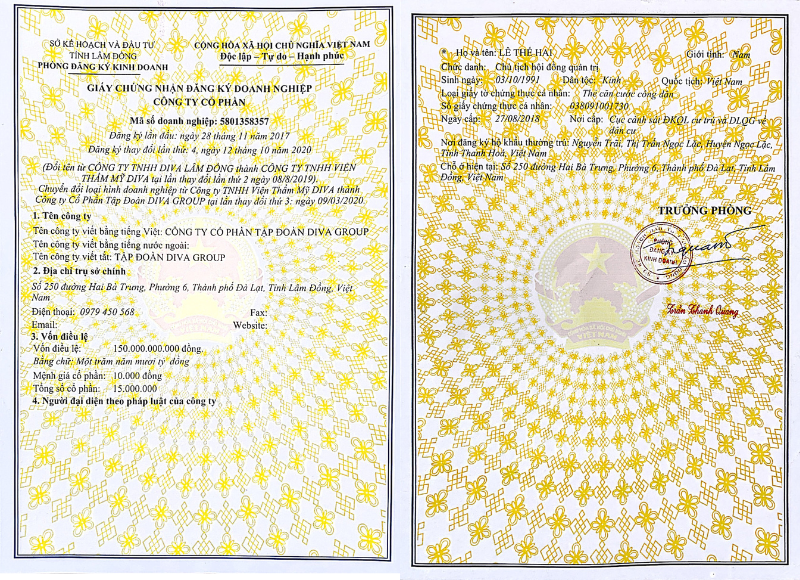 SỞ KẾ HOẠCH VÀ ĐẦU TƯ
TỈNH LÂM ĐỒNG
PHÒNG ĐĂNG KÝ KINH DOANH
CỘNG HÒA XÃ HỘI CHỦ NGHĨA VIỆT NAM
Độc lập – Tự do – Hạnh phúc
GIẤY CHỨNG NHẬN ĐĂNG KÝ DOANH NGHIỆP
CÔNG TY CỔ PHẦN
Mã số doanh nghiệp: 5801358357
Đăng ký lần đầu: ngày 28 tháng 11 năm 2017
Đăng ký thay đổi lần thứ: 4, ngày 12 tháng 10 năm 2020
(Đổi tên từ CÔNG TY TNHH DIVA LÂM ĐỒNG thành CÔNG TY TNHH VIỆN
THẨM MỸ DIVA tại lần thay đổi lần thứ 2 ngày 08/8/2019).
Chuyển đổi loại hình doanh nghiệp từ Công ty TNHH Viện Thẩm Mỹ DIVA thành
Công ty Cổ Phần Tập Đoàn DIVA GROUP tại lần thay đổi lần thứ 3: ngày 09/03/2020.
1. Tên công ty
Tên công ty viết bằng tiếng Việt: CÔNG TY CỔ PHẦN TẬP ĐOÀN DIVA GROUP
Tên công ty viết bằng tiếng nước ngoài:
Tên công ty viết tắt: TẬP ĐOÀN DIVA GROUP
2. Địa chỉ trụ sở chính
Số 250 đường Hai Bà Trưng, Phường 6, Thành phố Đà Lạt, Tỉnh Lâm Đồng, Việt
Nam
Điện thoại: 0979 450 568 Fax:
Email: Website:
3. Vốn điều lệ
Vốn điều lệ: 150.000.000.000 đồng.
Bằng chữ: Một trăm năm mươi tỷ đồng
Mệnh giá cổ phần: 10.000 đồng
Tổng số cổ phần: 15.000.000
4. Người đại diện theo pháp luật của công ty
* Họ và tên: LÊ THẾ HẢI Giới tính: Nam
Chức danh: Chủ tịch hội đồng quản trị
Sinh ngày: 03/10/1991 Dân tộc: Kinh Quốc tịch: Việt Nam
Loại giấy tờ chứng thực cá nhân: Thẻ căn cước công dân
Số giấy chứng thực cá nhân: 038091001730
Ngày cấp: 27/08/2018 Nơi cấp: Cục cảnh sát ĐKQL cư trú và DLQG về
dân cư
Nơi đăng ký hộ khẩu thường trú: Nguyễn Trãi, Thị Trấn Ngọc Lặc, Huyện Ngọc Lặc,
Tỉnh Thanh Hoá, Việt Nam
Chỗ ở hiện tại: Số 250 đường Hai Bà Trưng, Phường 6, Thành phố Đà Lạt, Tỉnh Lâm
Đồng, Việt Nam
TRƯỞNG PHÒNG
PHÒNG
ĐĂNG KÝ
KINH DOANH
Trần Thanh Quang